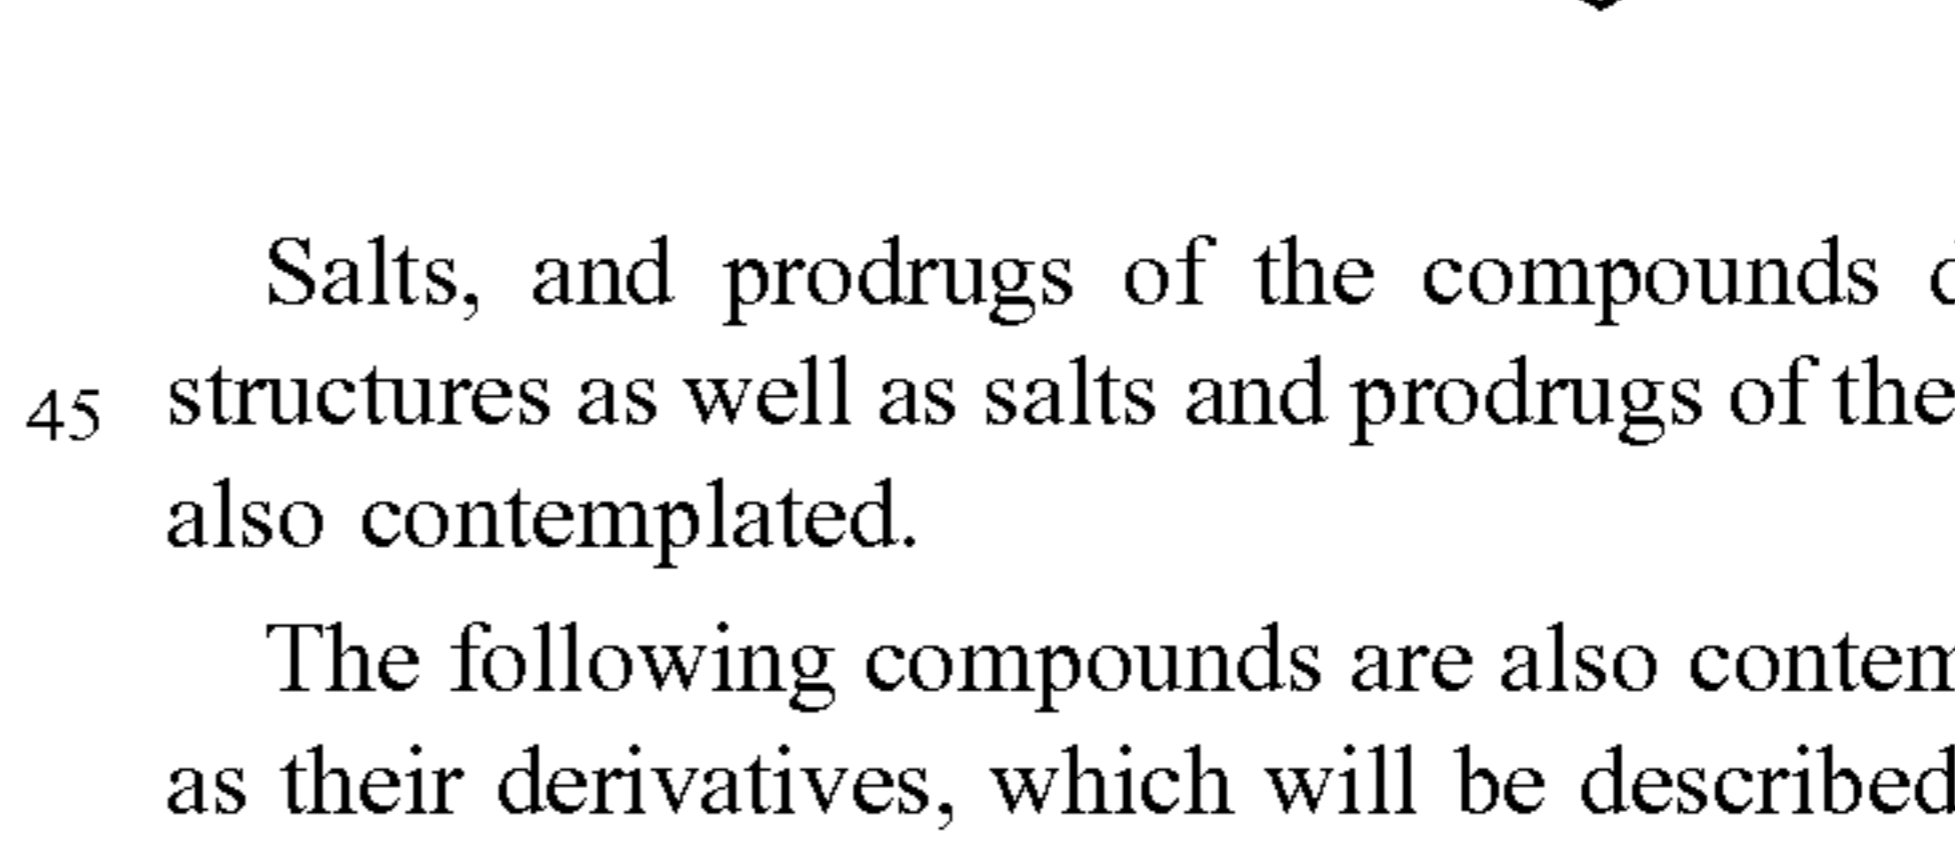 Salts, and prodrugs of the compounds
45 structures as well as salts and prodrugs of the
also contemplated.
The following compounds are also
as their derivatives, which will be described